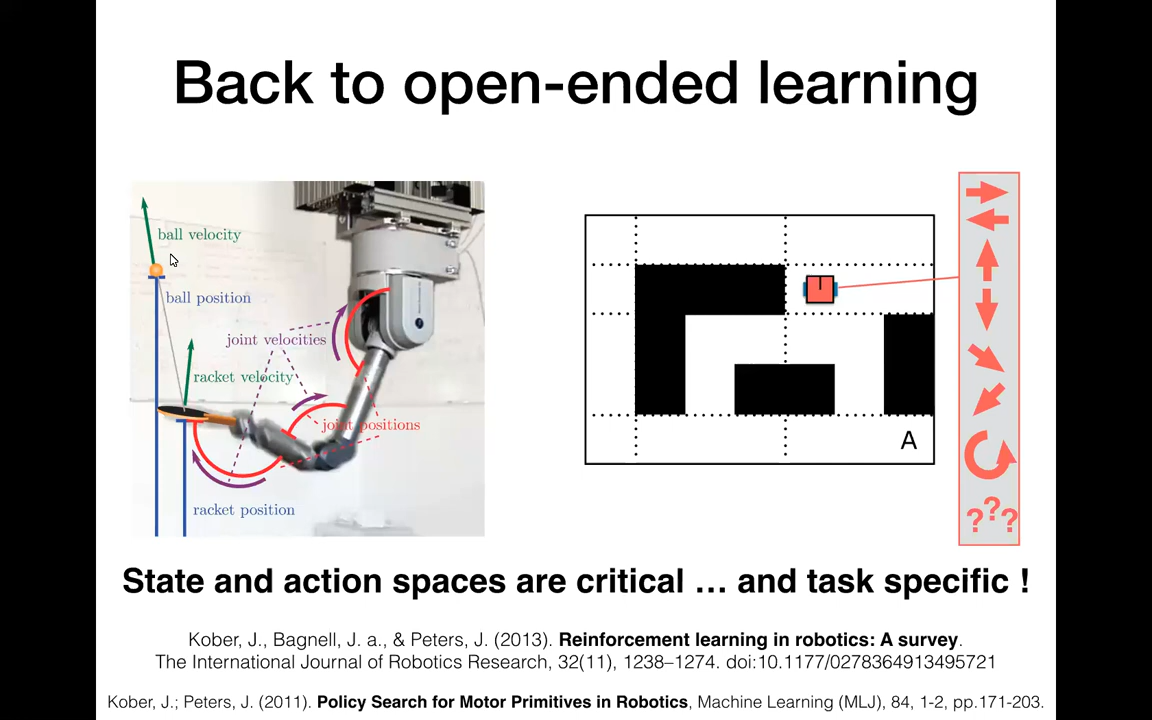 Back to open-ended learning
ball velocity
ball position
joint velocities
racket velocity
joint positions
racket position
A
???
State and action spaces are critical … and task specific !
Kober, J., Bagnell, J. a., & Peters, J. (2013). Reinforcement learning in robotics: A survey.
The International Journal of Robotics Research, 32(11), 1238–1274. doi:10.1177/0278364913495721
Kober, J.; Peters, J. (2011). Policy Search for Motor Primitives in Robotics, Machine Learning (MLJ), 84, 1-2, pp.171-203.